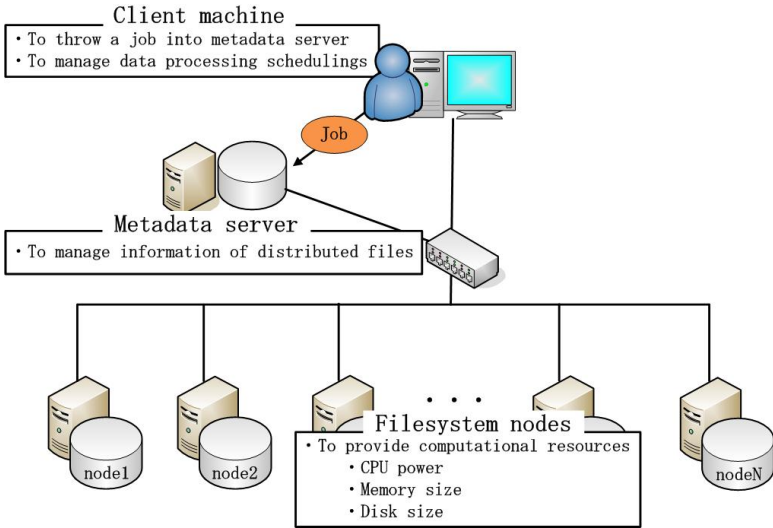 Client machine
・To throw a job into metadata server
・To manage data processing schedulings
Job
Metadata server
・To manage information of distributed files
・・・
Filesystem nodes
・To provide computational resources
・CPU power
・Memory size
・Disk size
node1
node2
nodeN